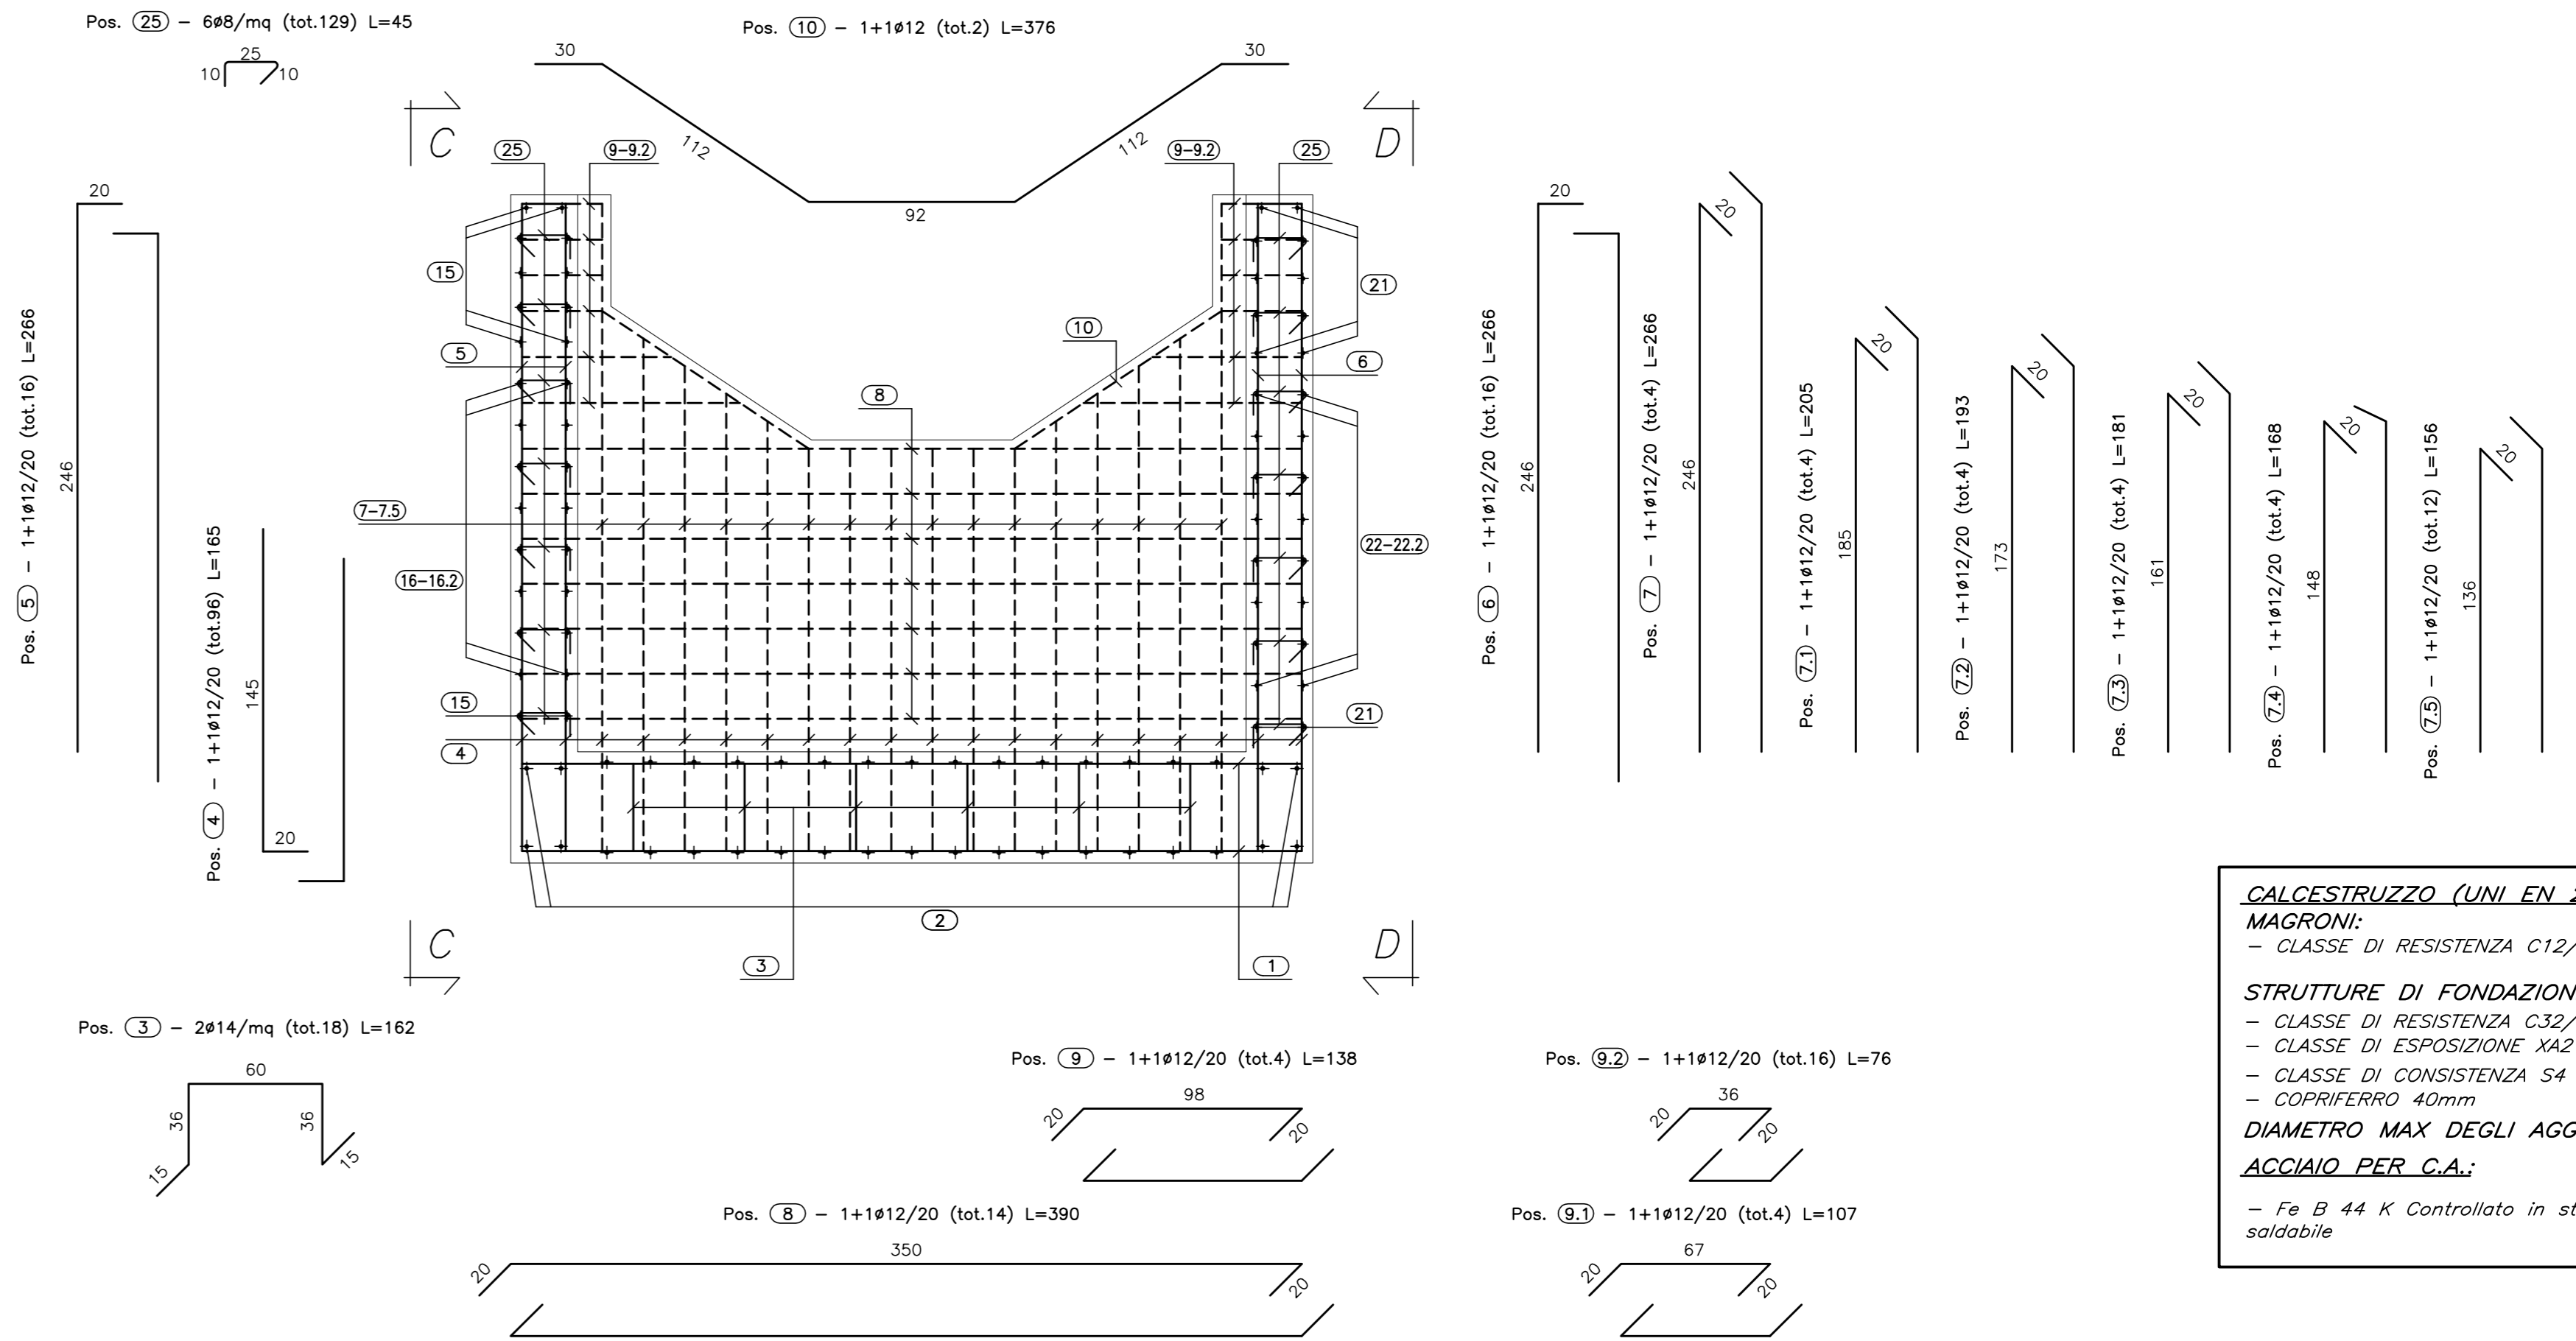 Pos. 25 – 6ø8/mq (tot.129) L=45
25
10
10
Pos. 10 – 1+1ø12 (tot.2) L=376
30
30
112
112
92
C
D
25
9–9.2
9–9.2
25
15
21
5
10
6
8
7–7.5
22–22.2
16–16.2
15
21
4
2
C
D
3
1
Pos. 5 – 1+1ø12/20 (tot.16) L=266
20
246
Pos. 4 – 1+1ø12/20 (tot.96) L=165
145
20
Pos. 6 – 1+1ø12/20 (tot.16) L=266
20
246
Pos. 7 – 1+1ø12/20 (tot.4) L=266
20
246
Pos. 7.1 – 1+1ø12/20 (tot.4) L=205
20
185
Pos. 7.2 – 1+1ø12/20 (tot.4) L=193
20
173
Pos. 7.3 – 1+1ø12/20 (tot.4) L=181
20
161
Pos. 7.4 – 1+1ø12/20 (tot.4) L=168
20
148
Pos. 7.5 – 1+1ø12/20 (tot.12) L=156
20
136
Pos. 3 – 2ø14/mq (tot.18) L=162
60
36
36
15
15
Pos. 9 – 1+1ø12/20 (tot.4) L=138
98
20
20
Pos. 9.2 – 1+1ø12/20 (tot.16) L=76
36
20
20
Pos. 8 – 1+1ø12/20 (tot.14) L=390
350
20
20
Pos. 9.1 – 1+1ø12/20 (tot.4) L=107
67
20
20
CALCESTRUZZO (UNI EN
MAGRONI:
– CLASSE DI RESISTENZA C12/
STRUTTURE DI FONDAZION
– CLASSE DI RESISTENZA C32/
– CLASSE DI ESPOSIZIONE XA2
– CLASSE DI CONSISTENZA S4
– COPRIFERRO 40mm
DIAMETRO MAX DEGLI AGG
ACCIAIO PER C.A.:
– Fe B 44 K Controllato in st
saldabile